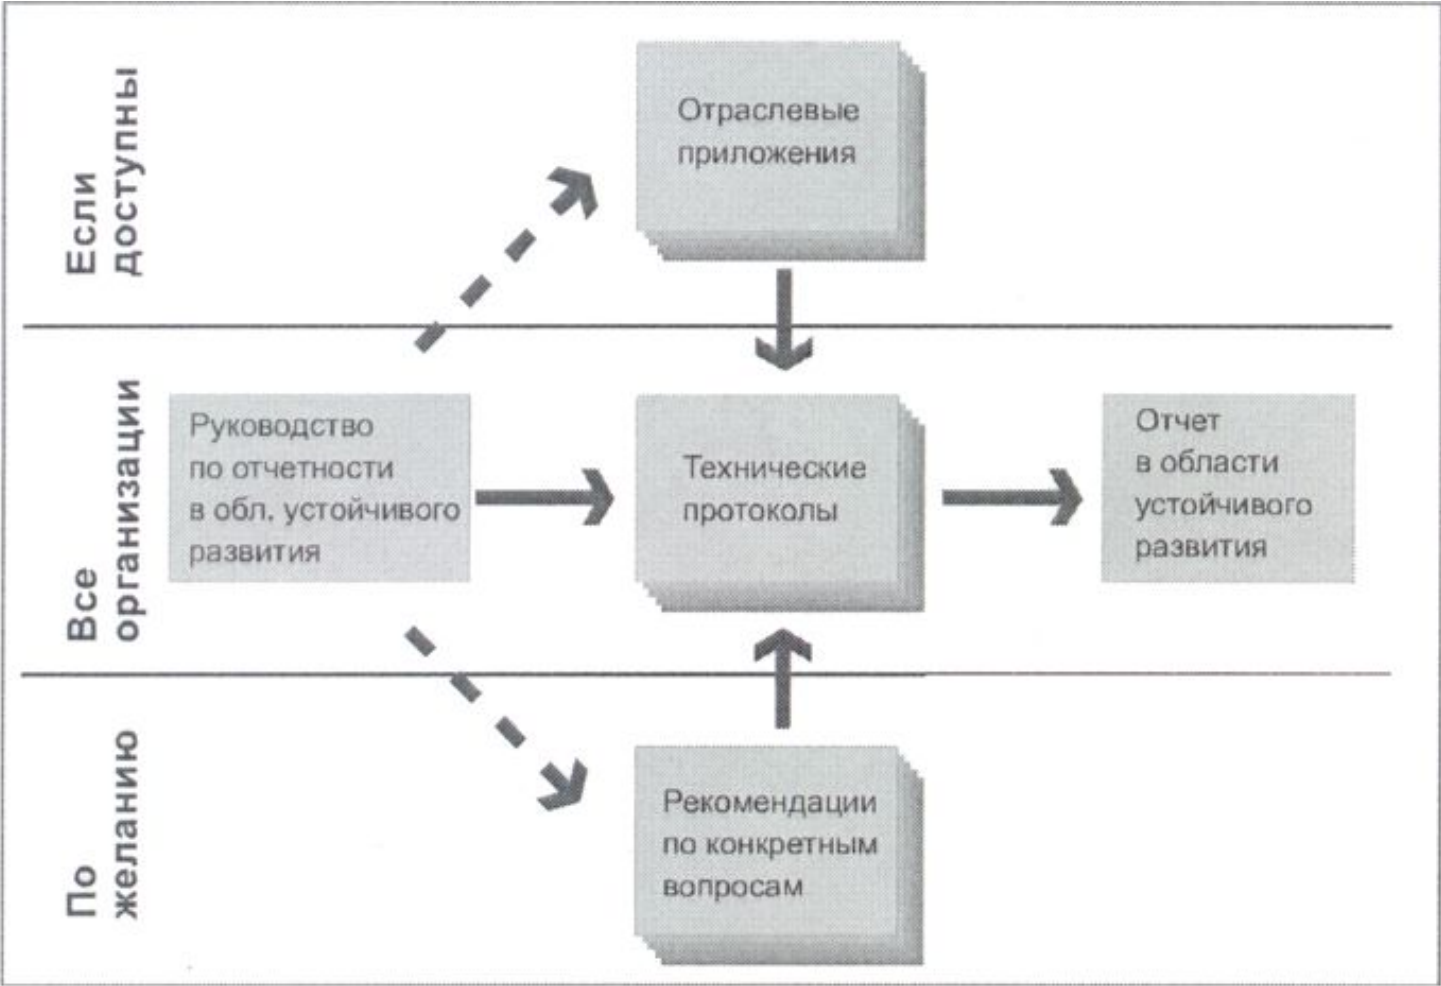 Если
доступны
Отраслевые
приложения
Все
организации
Руководство
по отчетности
в обл. устойчивого
развития
Технические
протоколы
Отчет
в области
устойчивого
развития
По
желанию
Рекомендации
по конкретным
вопросам